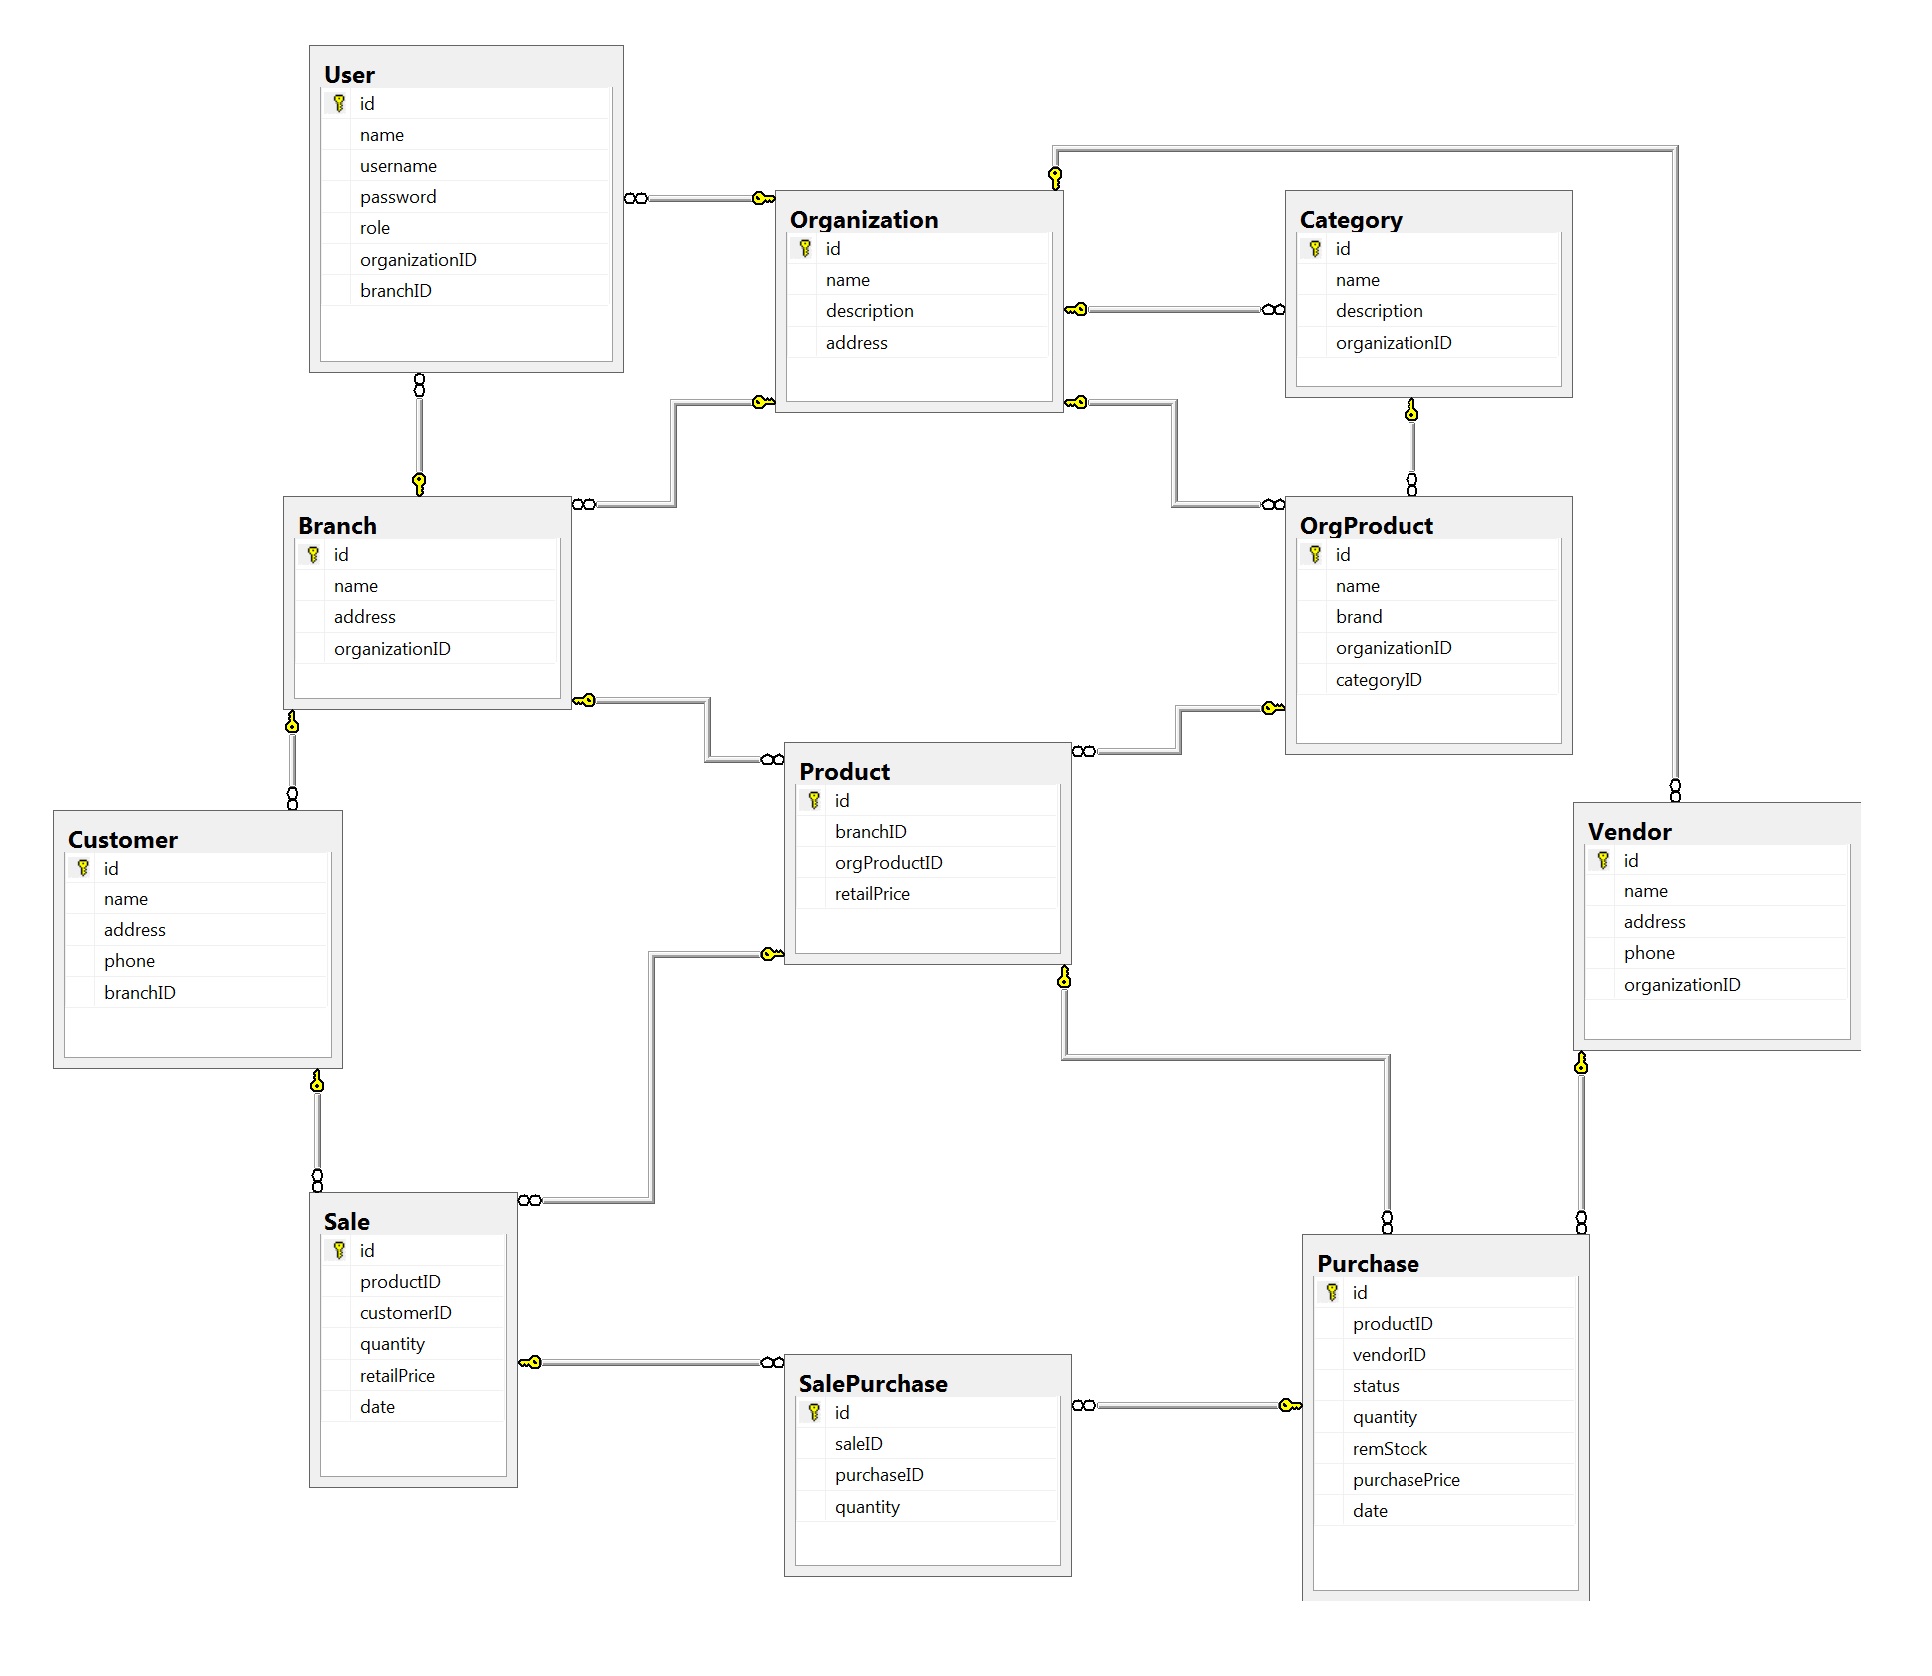 User
id
name
username
password
role
organizationID
branchID
Organization
id
name
description
address
Category
id
name
description
organizationID
Branch
id
name
address
organizationID
OrgProduct
id
name
brand
organizationID
categoryID
Product
id
branchID
orgProductID
retailPrice
Customer
id
name
address
phone
branchID
Vendor
id
name
address
phone
organizationID
Sale
id
productID
customerID
quantity
retailPrice
date
SalePurchase
id
saleID
purchaseID
quantity
Purchase
id
productID
vendorID
status
quantity
remStock
purchasePrice
date